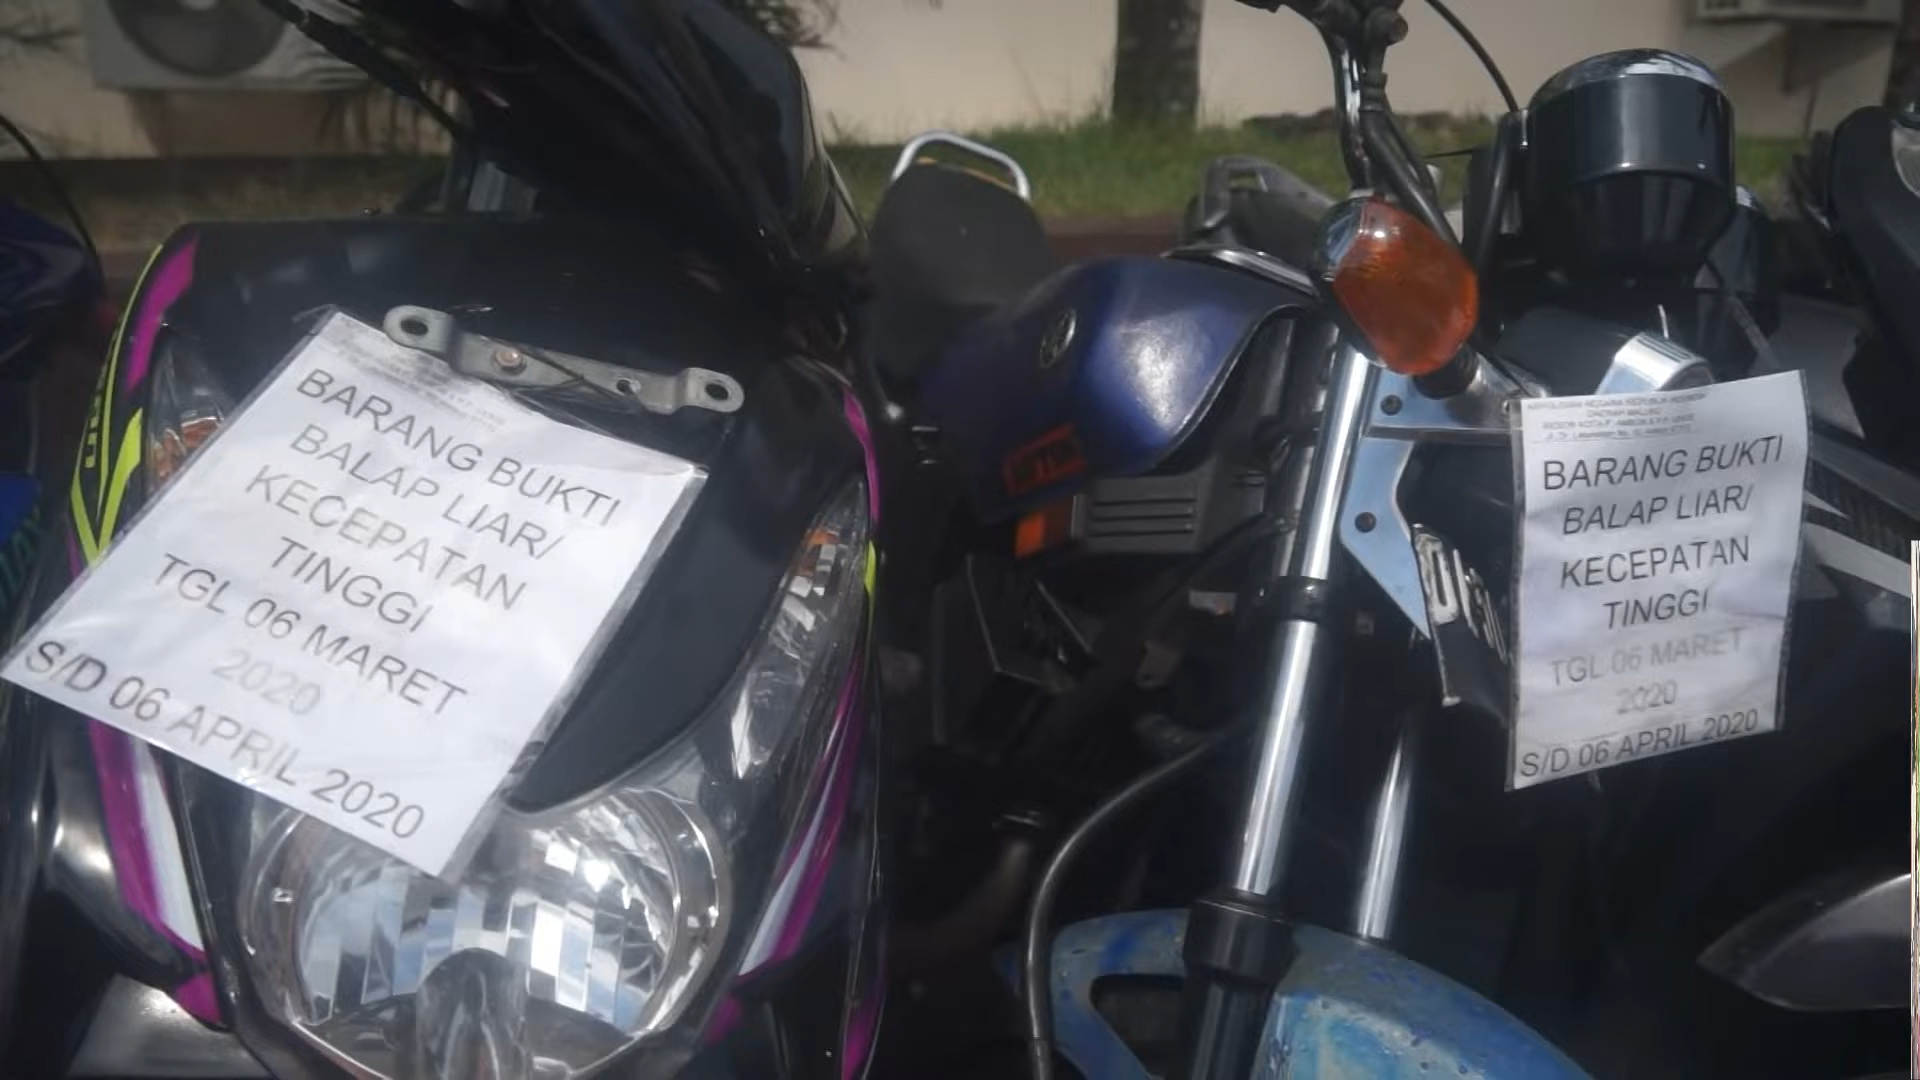 BARANG BUKTI
BALAP LIAR/
KECEPATAN
TINGGI
TGL 06 MARET
2020
S/D 06 APRIL 2020
KEPOLISIAN NEGARA REPUBLIK INDONESIA
DAERAH MALUKU
BARANG BUKTI
BALAP LIAR/
KECEPATAN
TINGGI
TGL 06 MARET
2020
S/D 06 APRIL 2020